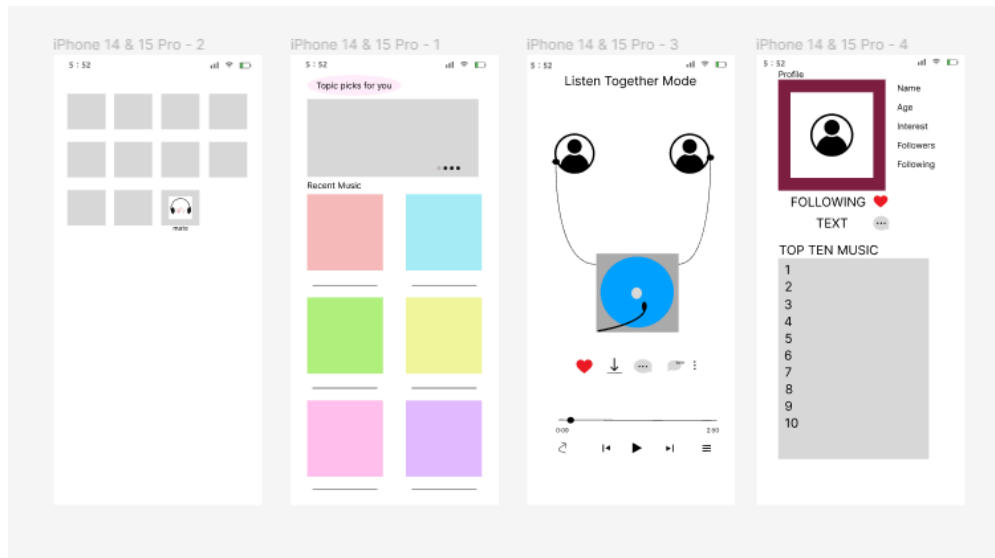 iPhone 14 & 15 Pro - 2
5 : 52
mate
iPhone 14 & 15 Pro - 1
5 : 52
Topic picks for you
Recent Music
iPhone 14 & 15 Pro - 3
5 : 52
Listen Together Mode
0:00
2:50
iPhone 14 & 15 Pro - 4
5 : 52
Profile
Name
Age
Interest
Followers
Following
FOLLOWING
TEXT
TOP TEN MUSIC
1
2
3
4
5
6
7
8
9
10